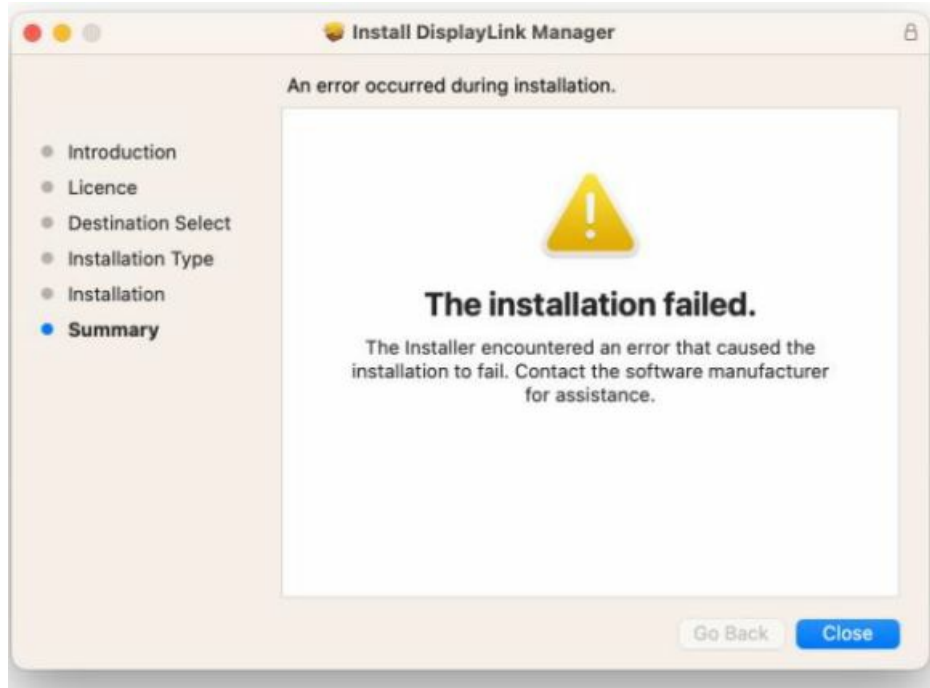 Install DisplayLink Manager
An error occurred during installation.
Introduction
Licence
Destination Select
Installation Type
Installation
Summary
The installation failed.
The Installer encountered an error that caused the
installation to fail. Contact the software manufacturer
for assistance.
Go Back
Close